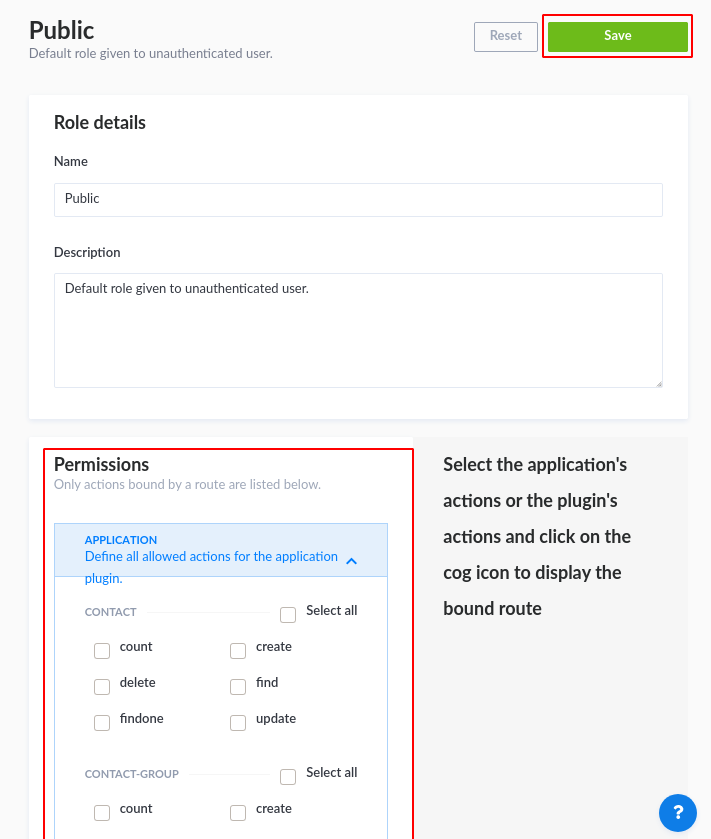 Public
Default role given to unauthenticated user.
Reset
Save
Role details
Name
Public
Description
Default role given to unauthenticated user.
Permissions
Only actions bound by a route are listed below.
APPLICATION
Define all allowed actions for the application
plugin.
CONTACT
Select all
count
create
delete
find
findone
update
CONTACT-GROUP
Select all
count
create
Select the application's
actions or the plugin's
actions and click on the
cog icon to display the
bound route
?